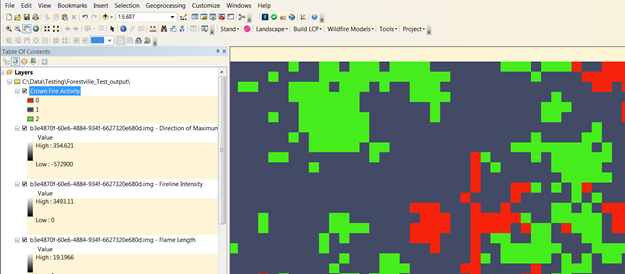 File Edit View Bookmarks Insert Selection Geoprocessing Customize Windows Help
1:5,687
Stand Landscape Build LCP Wildfire Models Tools Project
Table Of Contents
Layers
C:\Data\Testing\Forestville_Test_output\
Crown Fire Activity
0
1
2
b3e4870f-60e6-4884-934f-6627320e680d.img - Direction of Maximum
Value
High : 354.621
Low : -572900
b3e4870f-60e6-4884-934f-6627320e680d.img - Fireline Intensity
Value
High : 3493.11
Low : 0
b3e4870f-60e6-4884-934f-6627320e680d.img - Flame Length
Value
High : 19.1966